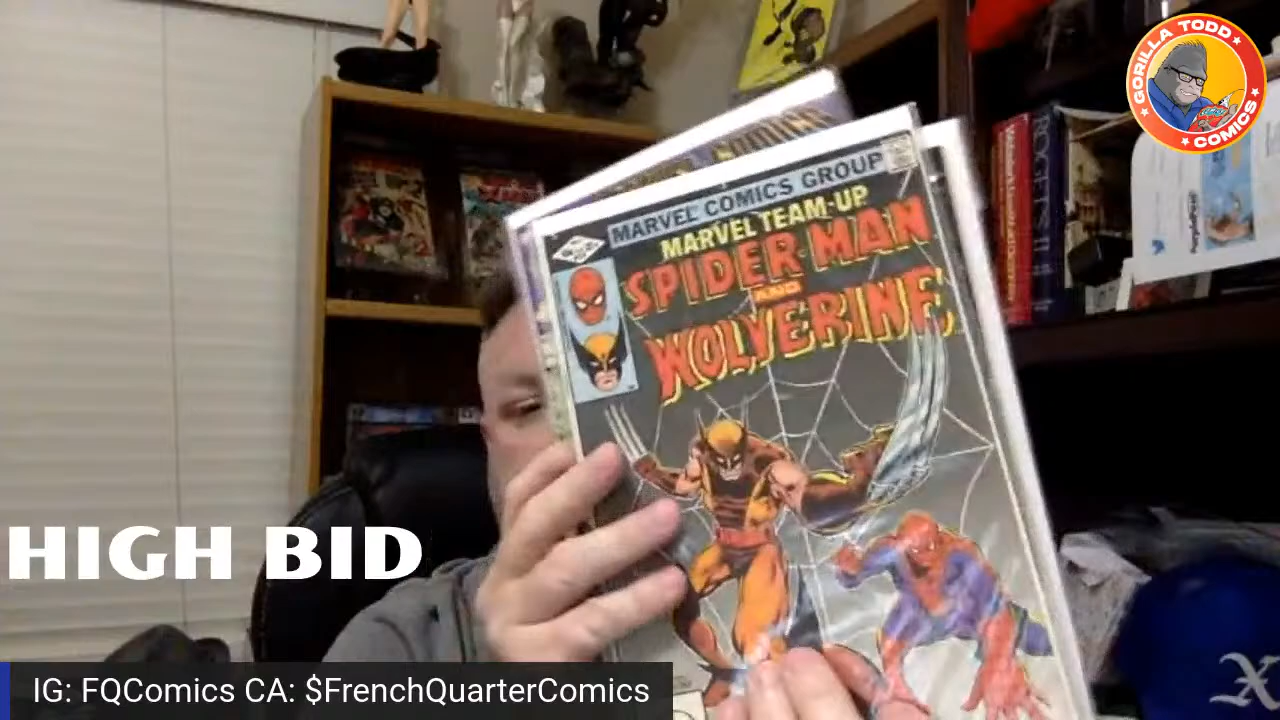 GORILLA TODD
COMICS
MARVEL COMICS GROUP
MARVEL TEAM-UP
SPIDER-MAN
AND
WOLVERINE
HIGH BID
IG: FQComics CA: $FrenchQuarterComics